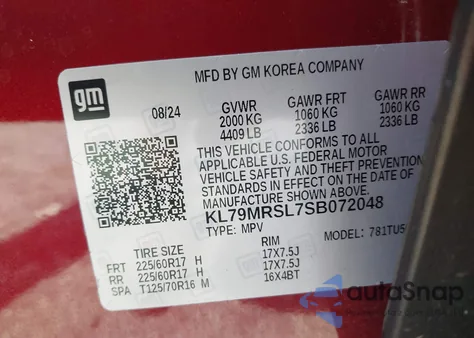 gm
MFD BY GM KOREA COMPANY
08/24 GVWR GAWR FRT GAWR RR
2000 KG 1060 KG 1060 KG
4409 LB 2336 LB 2336 LB
THIS VEHICLE CONFORMS TO ALL
APPLICABLE U.S. FEDERAL MOTOR
VEHICLE SAFETY AND THEFT PREVENTION
STANDARDS IN EFFECT ON THE DATE OF
MANUFACTURE SHOWN ABOVE.
KL79MRSL7SB072048
TYPE: MPV MODEL: 781TU5
TIRE SIZE RIM
FRT 225/60R17 H 17X7.5J
RR 225/60R17 H 17X7.5J
SPA T125/70R16 M 16X4BT
autoSnap